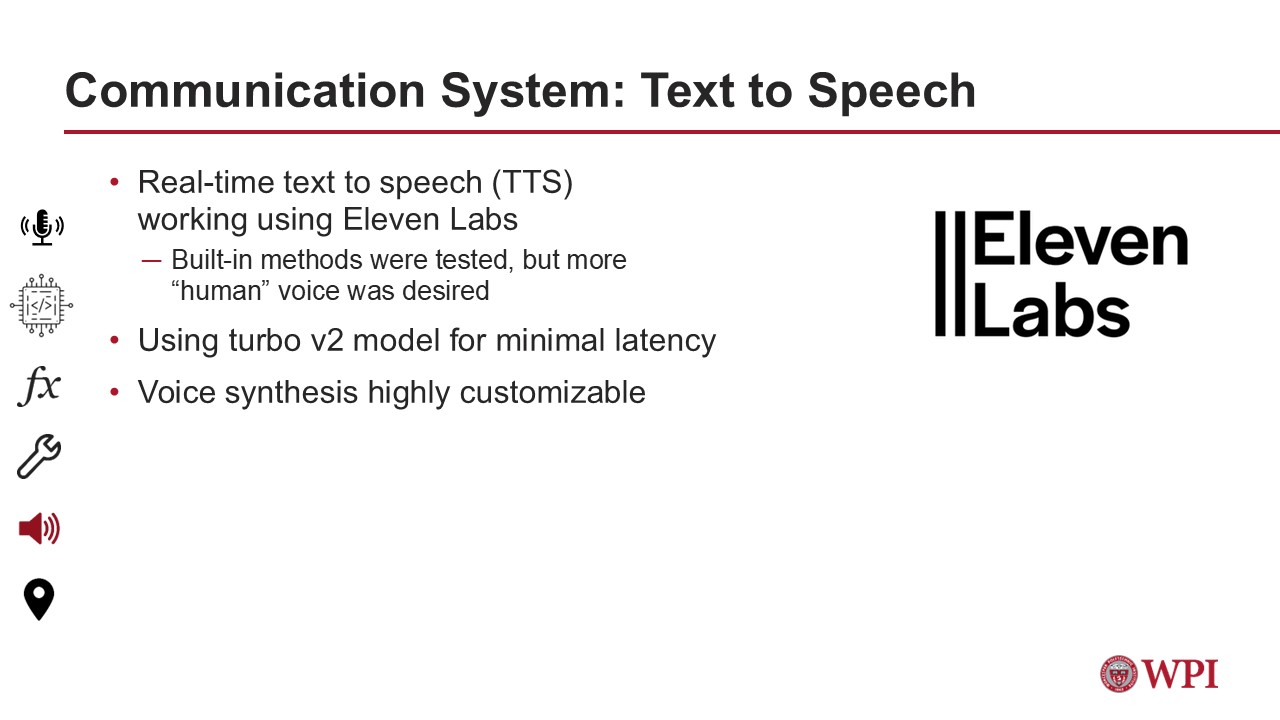 Communication System: Text to Speech
• Real-time text to speech (TTS)
working using Eleven Labs
— Built-in methods were tested, but more
“human” voice was desired
• Using turbo v2 model for minimal latency
• Voice synthesis highly customizable
</>
fx
Eleven
Labs
WPI